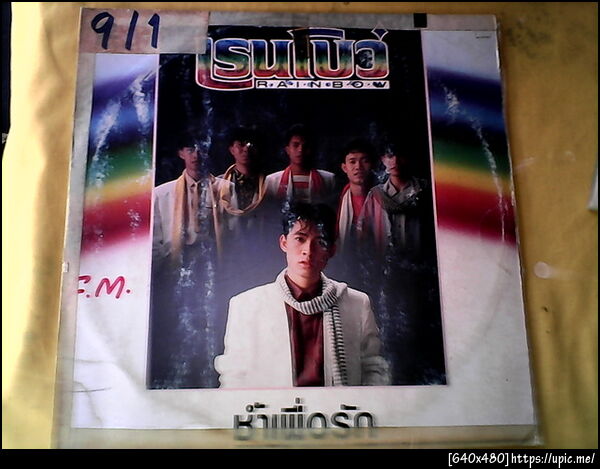 9/1
เรนโบว์
RAINBOW
F.M.
ช้ำเพื่อรัก
[640x480]https://upic.me/